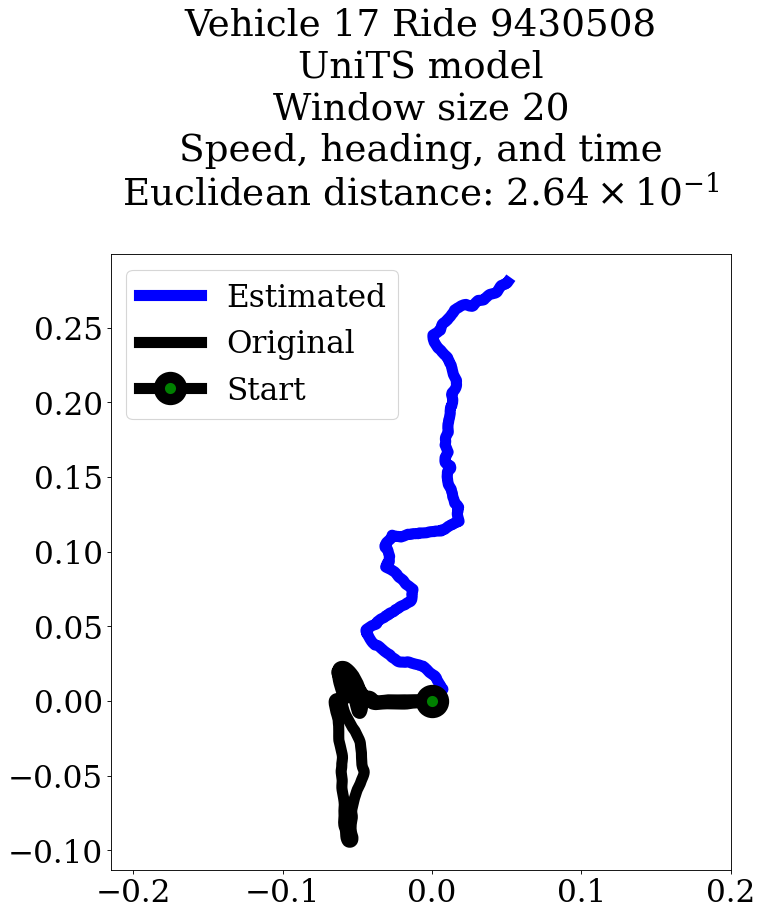 Vehicle 17 Ride 9430508
UniTS model
Window size 20
Speed, heading, and time
Euclidean distance: 2.64 × 10⁻¹
Estimated
Original
Start
0.25
0.20
0.15
0.10
0.05
0.00
−0.05
−0.10
−0.2 −0.1 0.0 0.1 0.2